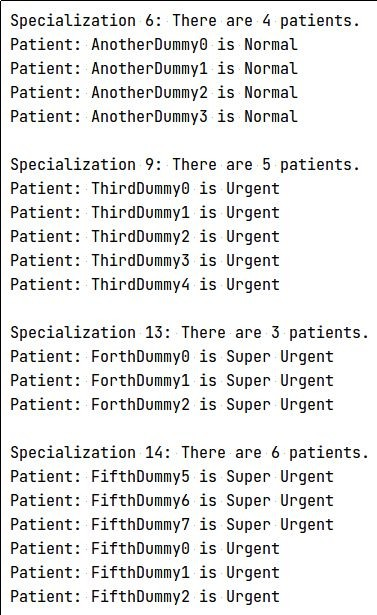 Specialization 6: There are 4 patients.
Patient: AnotherDummy0 is Normal
Patient: AnotherDummy1 is Normal
Patient: AnotherDummy2 is Normal
Patient: AnotherDummy3 is Normal
Specialization 9: There are 5 patients.
Patient: ThirdDummy0 is Urgent
Patient: ThirdDummy1 is Urgent
Patient: ThirdDummy2 is Urgent
Patient: ThirdDummy3 is Urgent
Patient: ThirdDummy4 is Urgent
Specialization 13: There are 3 patients.
Patient: ForthDummy0 is Super Urgent
Patient: ForthDummy1 is Super Urgent
Patient: ForthDummy2 is Super Urgent
Specialization 14: There are 6 patients.
Patient: FifthDummy5 is Super Urgent
Patient: FifthDummy6 is Super Urgent
Patient: FifthDummy7 is Super Urgent
Patient: FifthDummy0 is Urgent
Patient: FifthDummy1 is Urgent
Patient: FifthDummy2 is Urgent